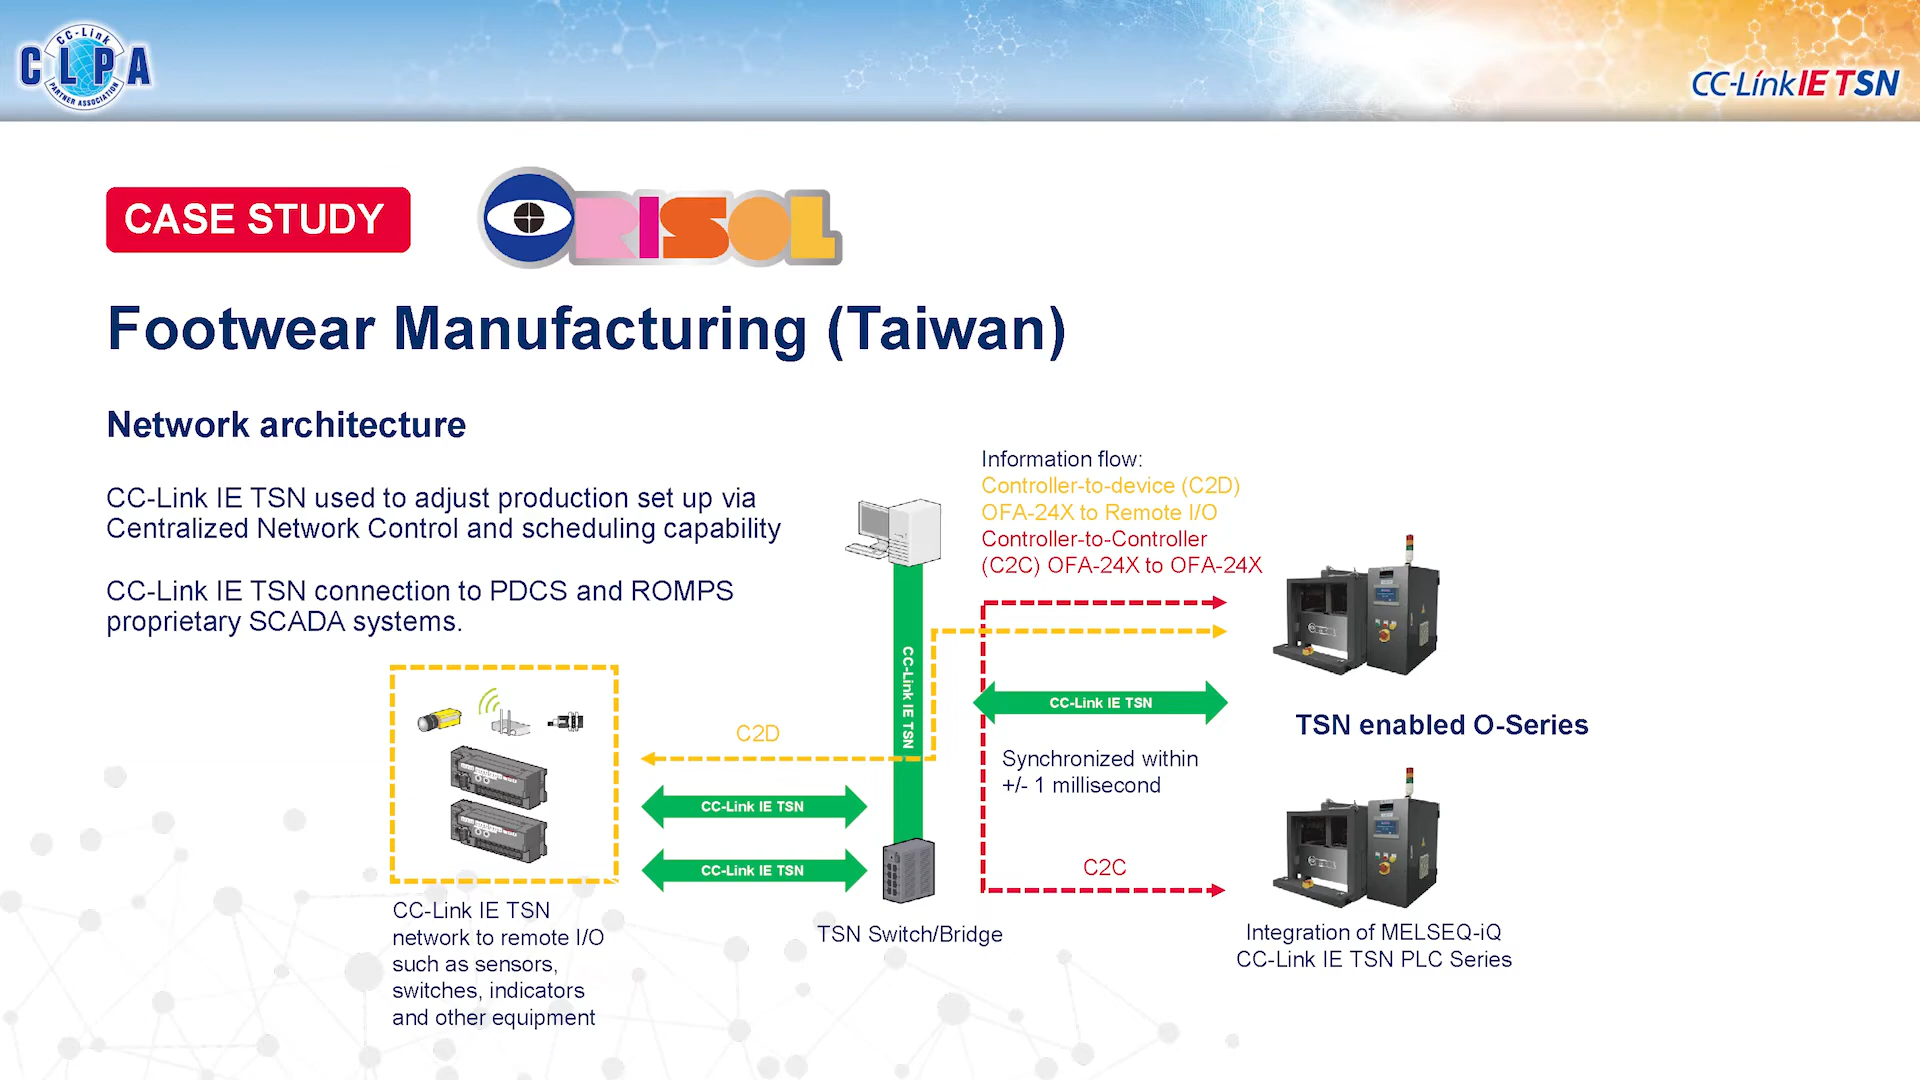 CC-Link
CLPA
PARTNER ASSOCIATION
CC-Link IE TSN
CASE STUDY
ORISOL
Footwear Manufacturing (Taiwan)
Network architecture
CC-Link IE TSN used to adjust production set up via
Centralized Network Control and scheduling capability
CC-Link IE TSN connection to PDCS and ROMPS
proprietary SCADA systems.
Information flow:
Controller-to-device (C2D)
OFA-24X to Remote I/O
Controller-to-Controller
(C2C) OFA-24X to OFA-24X
CC-Link IE TSN
CC-Link IE TSN
TSN enabled O-Series
C2D
Synchronized within
+/- 1 millisecond
CC-Link IE TSN
CC-Link IE TSN
C2C
CC-Link IE TSN
network to remote I/O
such as sensors,
switches, indicators
and other equipment
TSN Switch/Bridge
Integration of MELSEQ-iQ
CC-Link IE TSN PLC Series